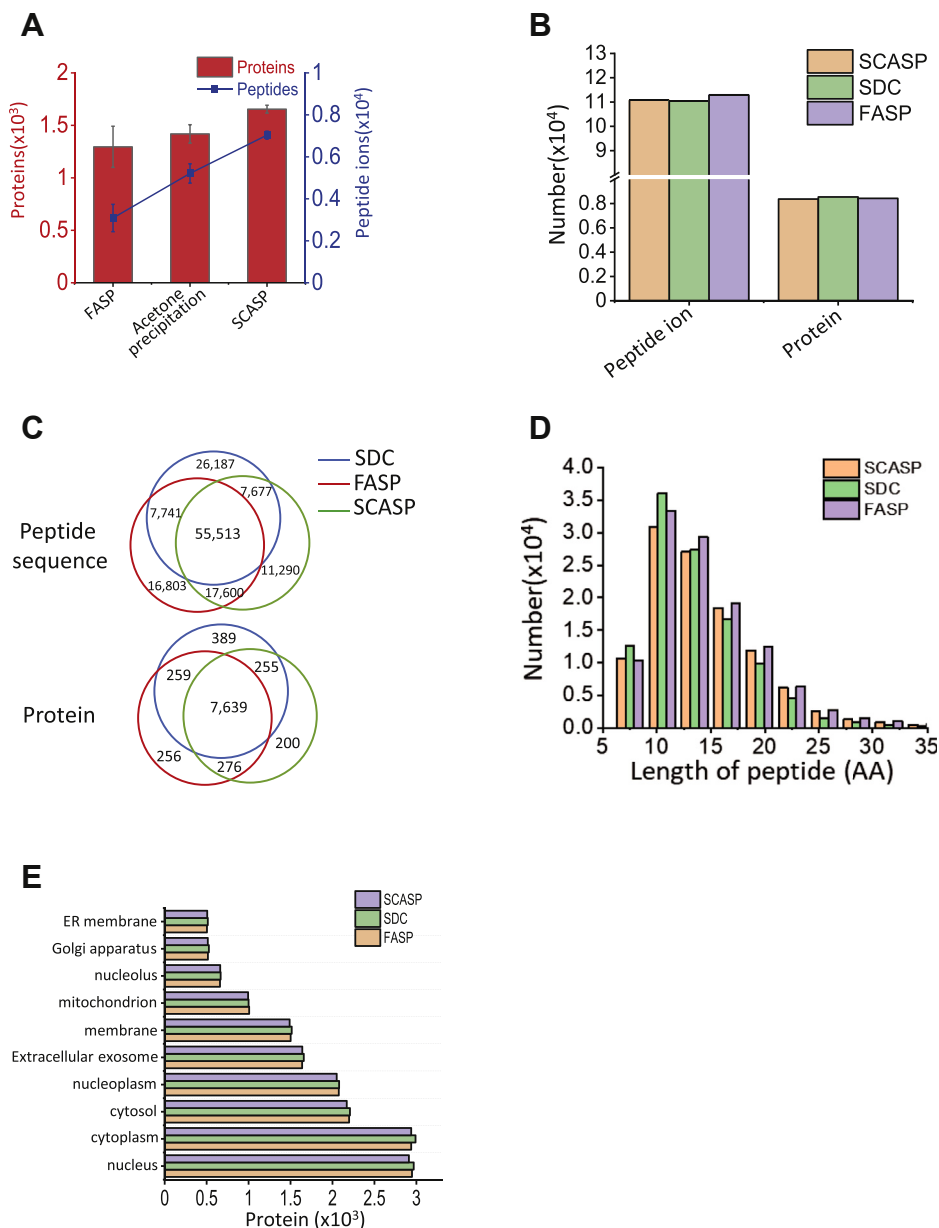 A
Proteins
Peptides
2
1.5
1
0.5
0
Proteins(x10³)
1
0.8
0.6
0.4
0.2
0
Peptide ions(x10⁴)
FASP
Acetone
precipitation
SCASP
B
SCASP
SDC
FASP
13
12
11
10
9
0.8
0.6
0.4
0.2
0
Number(x10⁴)
Peptide ion
Protein
C
SDC
FASP
SCASP
Peptide
sequence
26,187
7,677
7,741
55,513
11,290
16,803
17,600
Protein
389
255
259
7,639
200
256
276
D
SCASP
SDC
FASP
4.0
3.5
3.0
2.5
2.0
1.5
1.0
0.5
0.0
Number(x10⁴)
5 10 15 20 25 30 35
Length of peptide (AA)
E
SCASP
SDC
FASP
ER membrane
Golgi apparatus
nucleolus
mitochondrion
membrane
Extracellular exosome
nucleoplasm
cytosol
cytoplasm
nucleus
0 0.5 1 1.5 2 2.5 3
Protein (x10³)